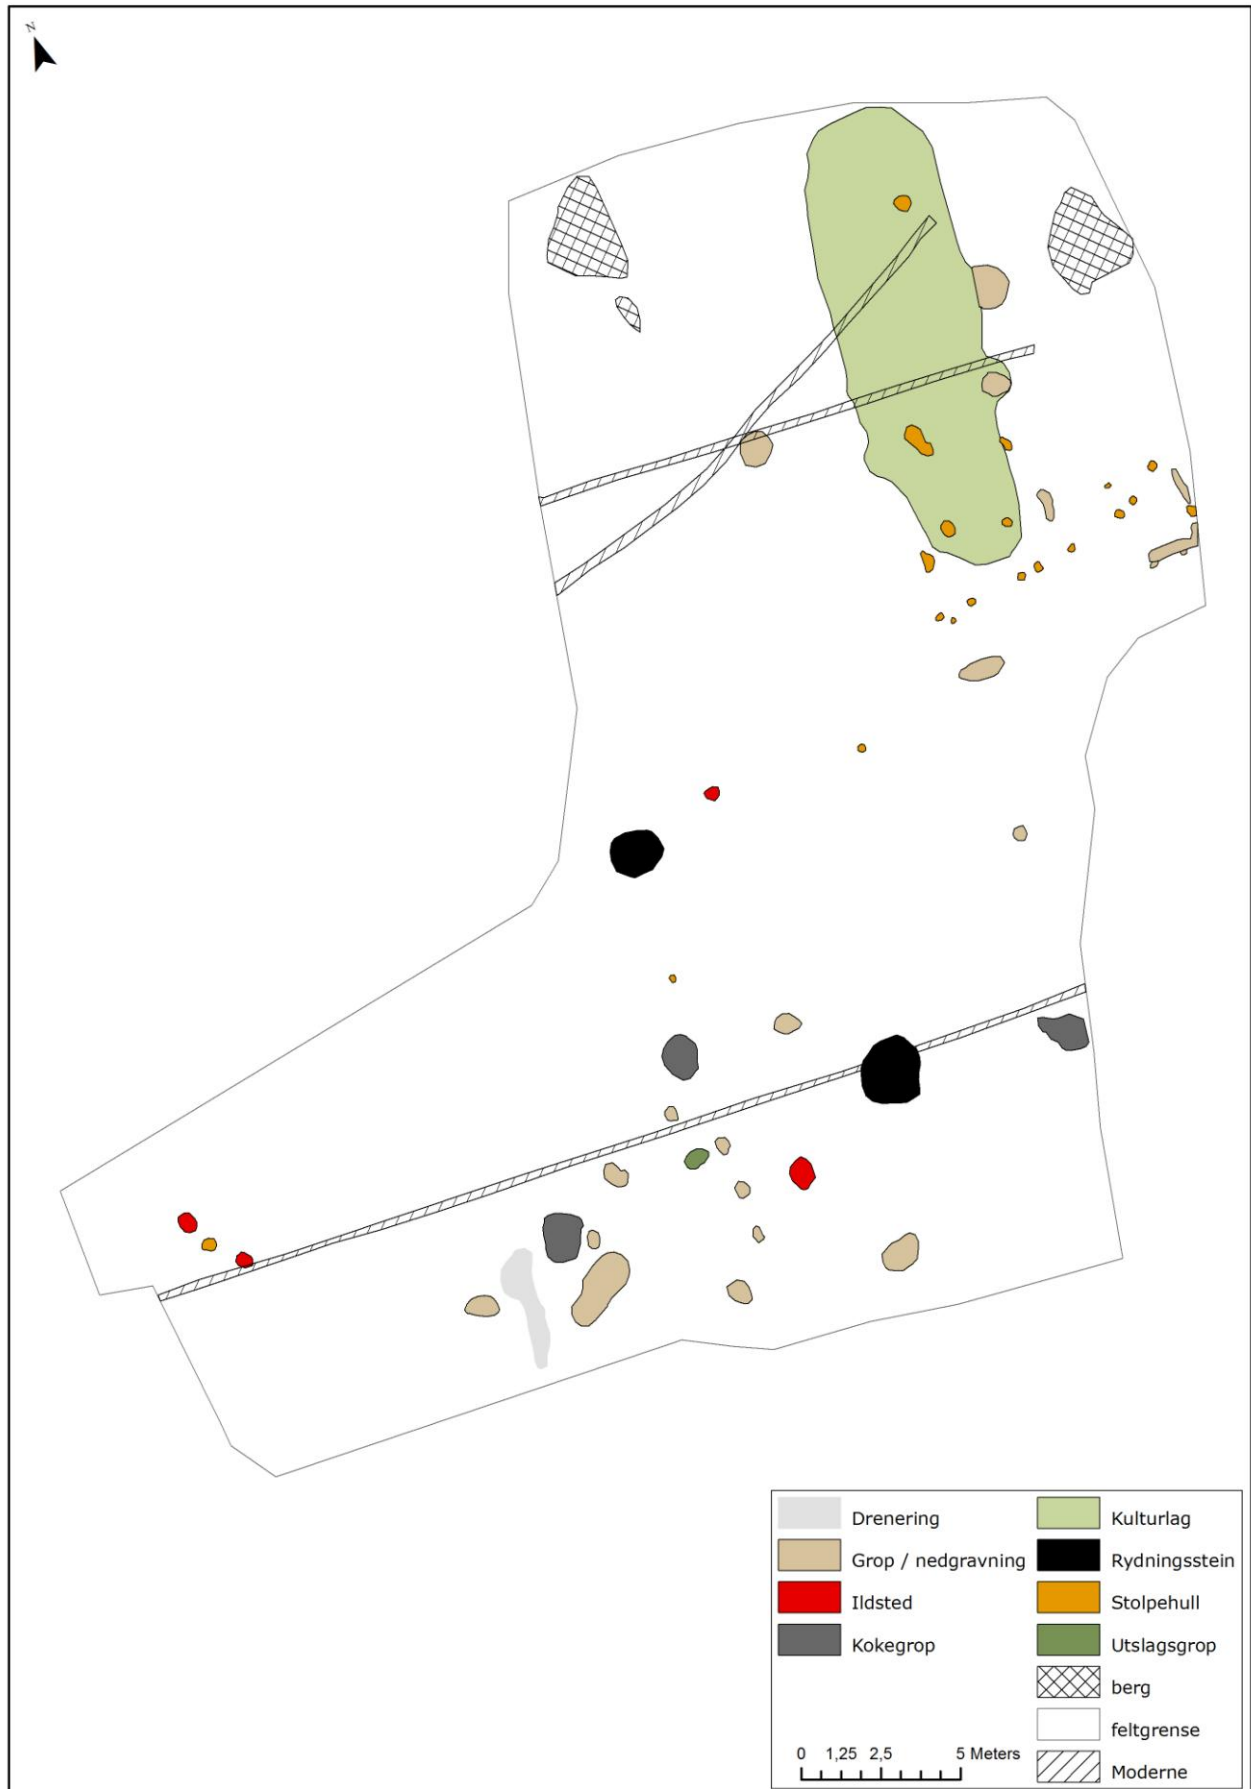 N
Drenering
Grop / nedgravning
Ildsted
Kokegrop
Kulturlag
Rydningsstein
Stolpehull
Utslagsgrop
berg
feltgrense
Moderne
0 1,25 2,5 5 Meters